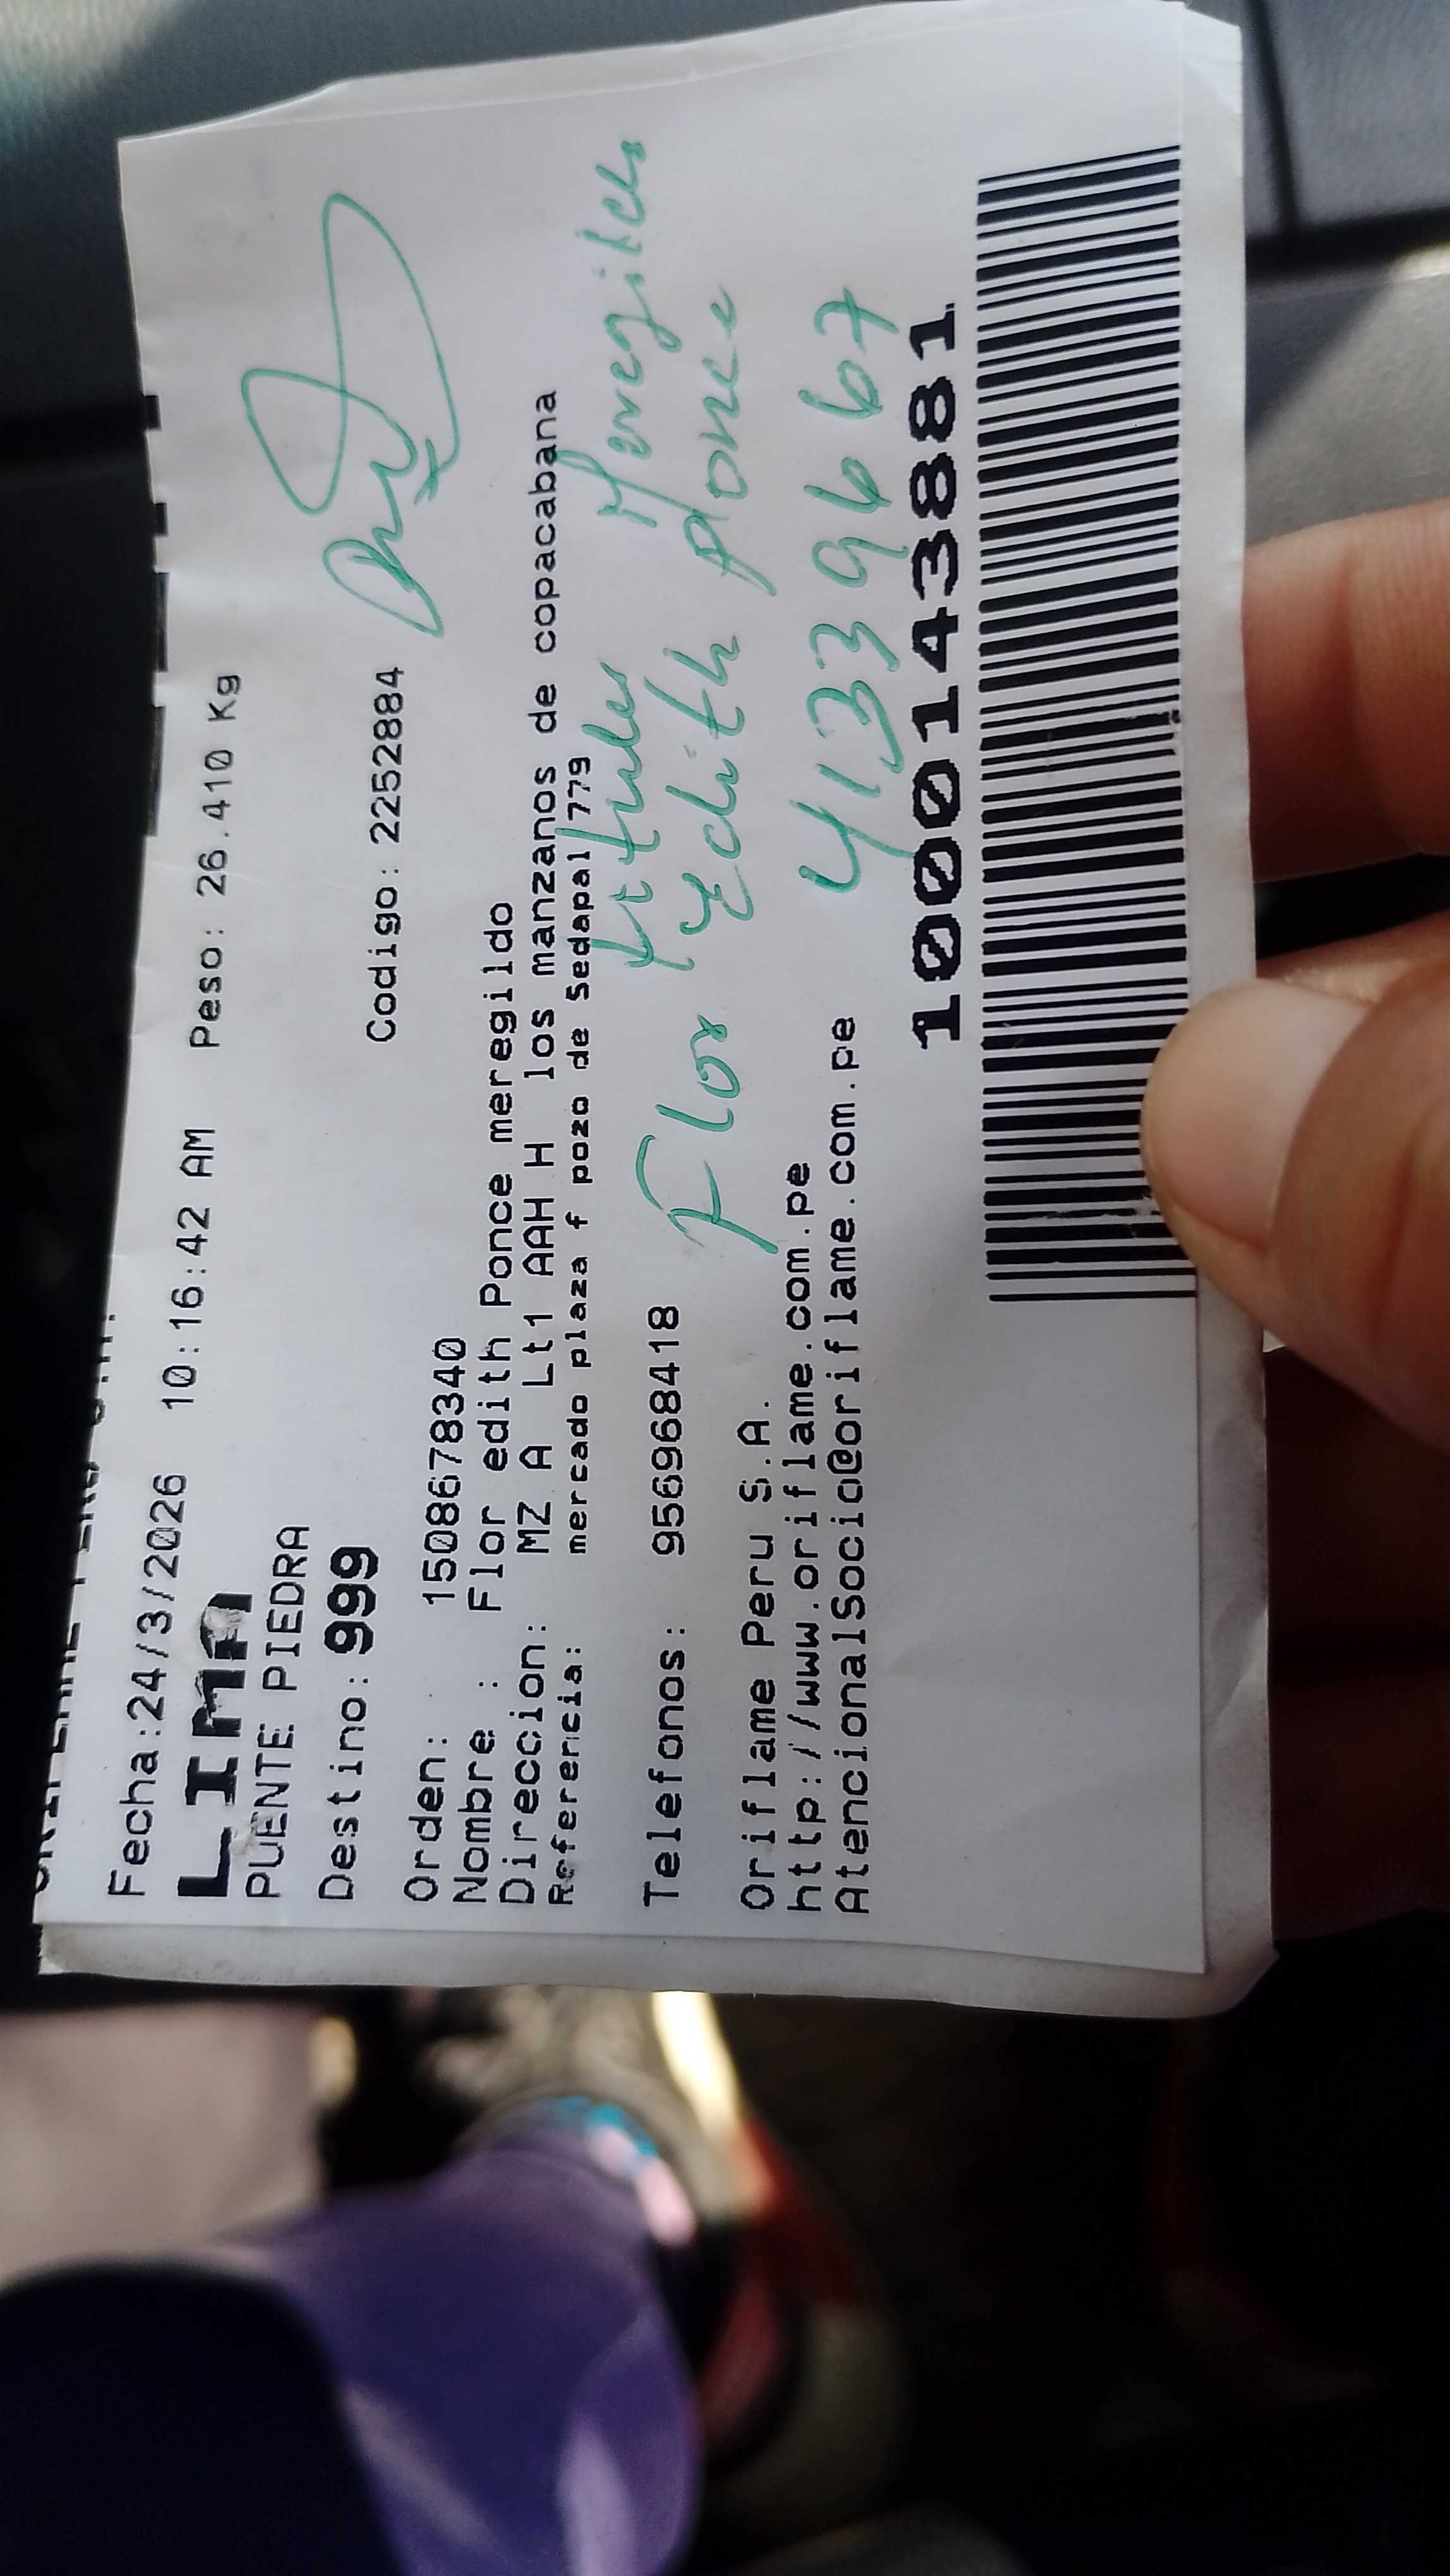 Fecha:24/3/2026 10:16:42 AM Peso: 26.410 Kg
LIMA
PUENTE PIEDRA
Destino: 999 Codigo: 2252884
Orden: 150867834​0
Nombre : Flor edith Ponce meregildo
Direccion: MZ A Lt1 AAH H los manzanos de copacabana
Referencia: mercado plaza f pozo de Sedapal 779
titular
Telefonos: 956968418
Flor Edith Ponce
Oriflame Peru S.A.
http://www.oriflame.com.pe
41339667
AtencionalSocio@oriflame.com.pe
1000143881